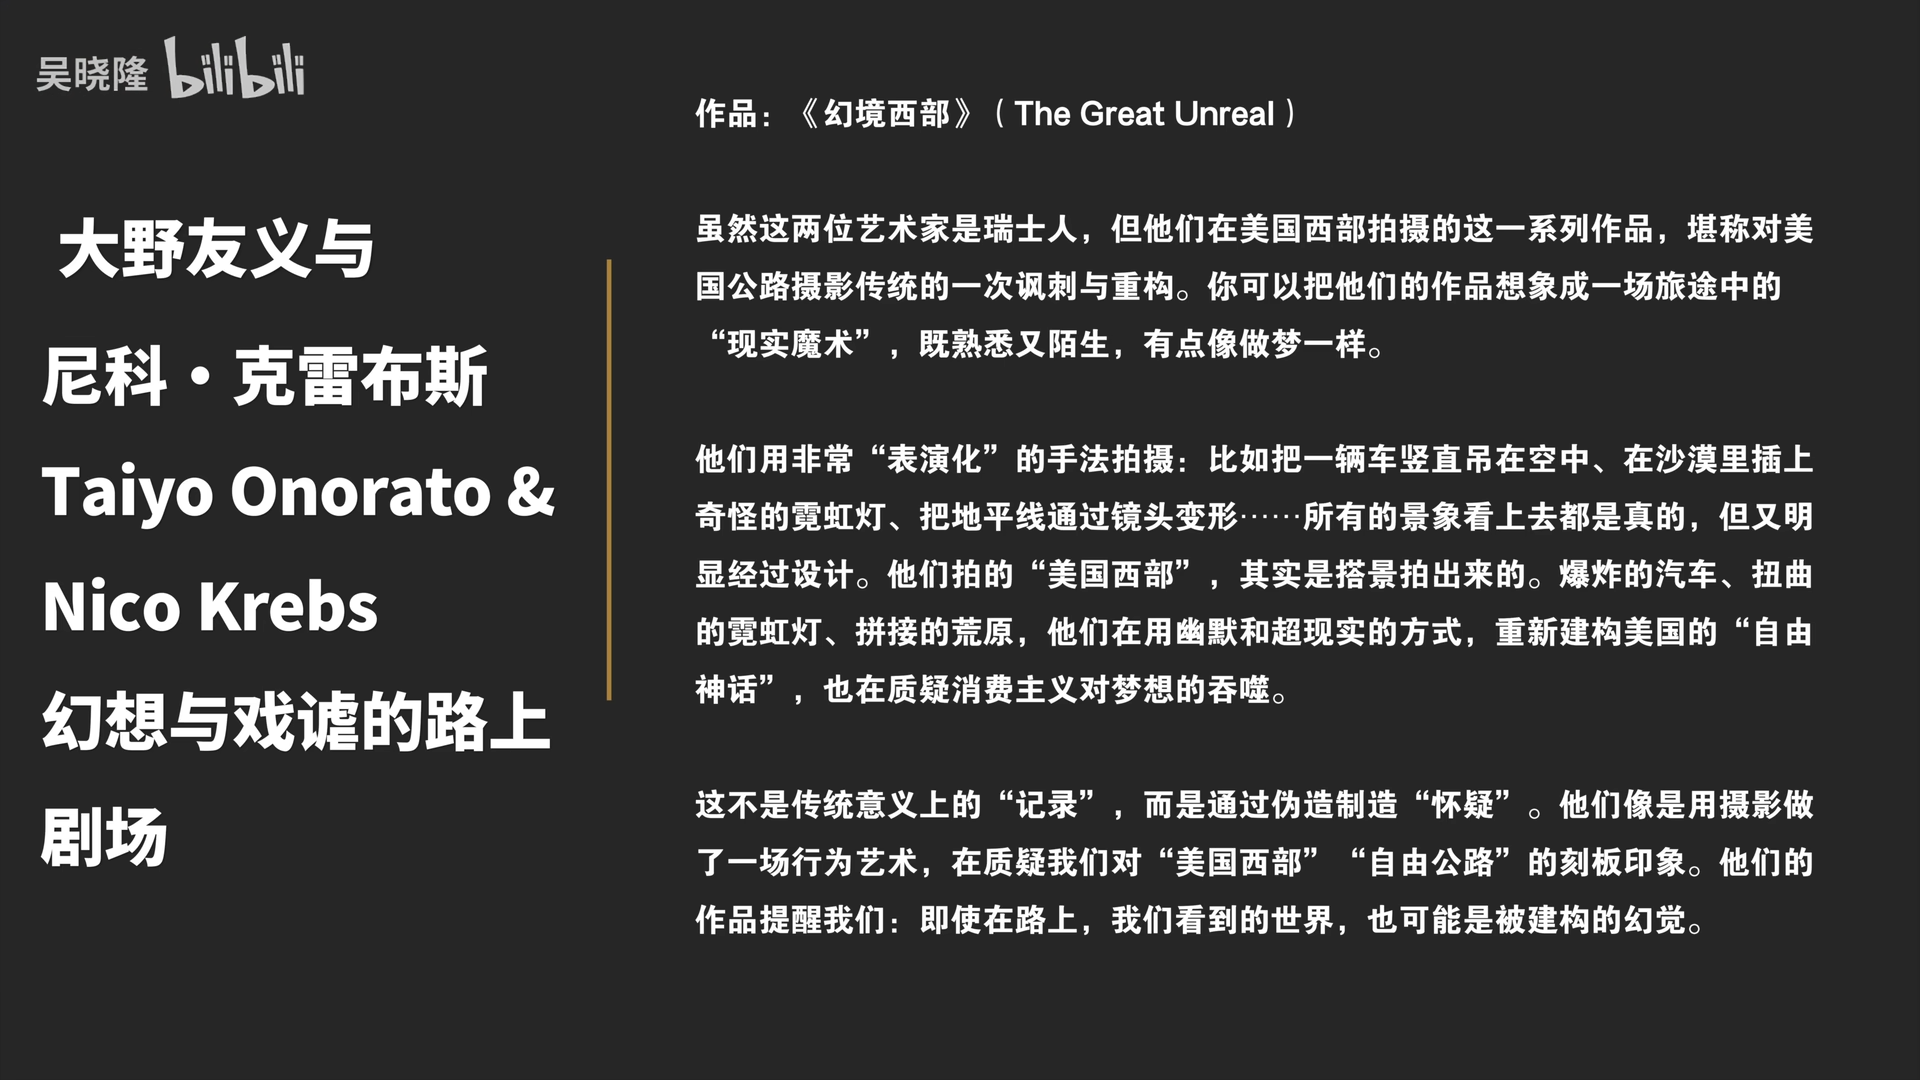 吴晓隆 bilibili
大野友义与
尼科·克雷布斯
Taiyo Onorato &
Nico Krebs
幻想与戏谑的路上
剧场
作品：《幻境西部》（The Great Unreal）
虽然这两位艺术家是瑞士人，但他们在美国西部拍摄的这一系列作品，堪称对美
国公路摄影传统的一次讽刺与重构。你可以把他们的作品想象成一场旅途中的
“现实魔术”，既熟悉又陌生，有点像做梦一样。
他们用非常“表演化”的手法拍摄：比如把一辆车竖直吊在空中、在沙漠里插上
奇怪的霓虹灯、把地平线通过镜头变形……所有的景象看上去都是真的，但又明
显经过设计。他们拍的“美国西部”，其实是搭景拍出来的。爆炸的汽车、扭曲
的霓虹灯、拼接的荒原，他们在用幽默和超现实的方式，重新建构美国的“自由
神话”，也在质疑消费主义对梦想的吞噬。
这不是传统意义上的“记录”，而是通过伪造制造“怀疑”。他们像是用摄影做
了一场行为艺术，在质疑我们对“美国西部”“自由公路”的刻板印象。他们的
作品提醒我们：即使在路上，我们看到的世界，也可能是被建构的幻觉。